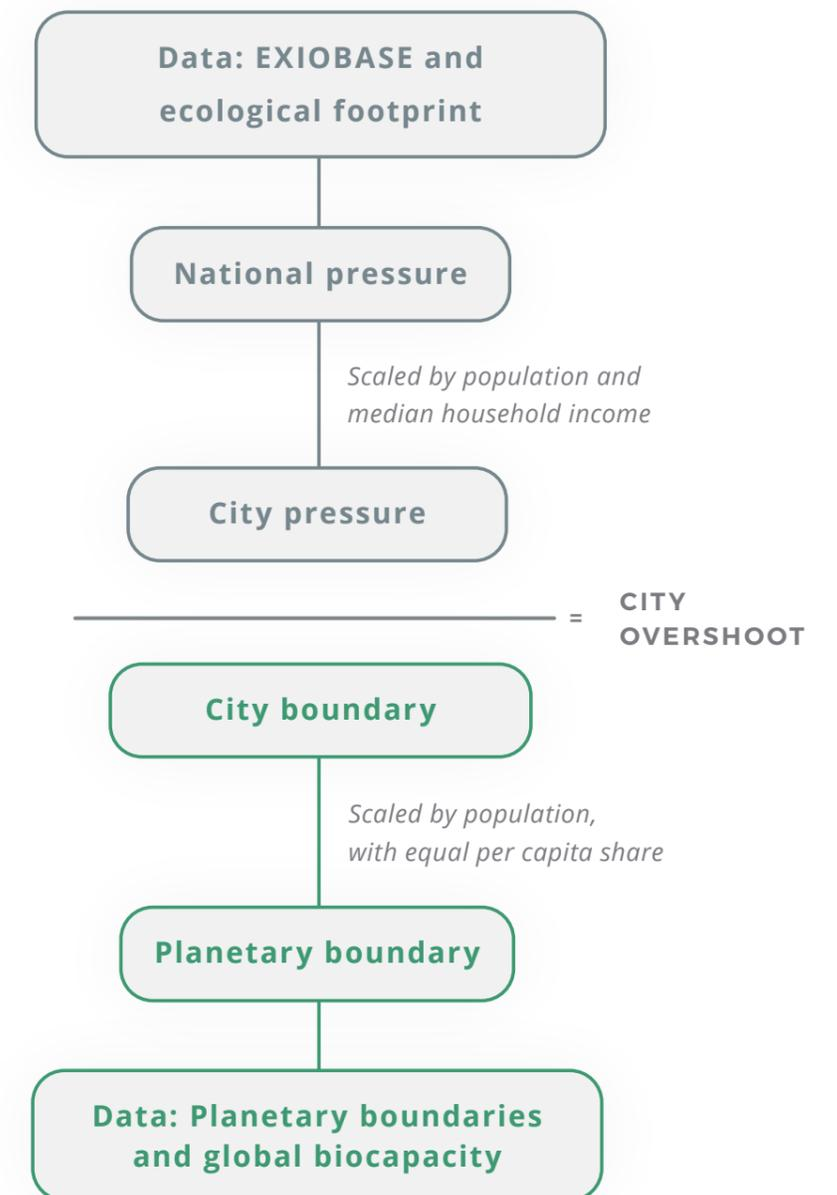 Data: EXIOBASE and
ecological footprint
National pressure
Scaled by population and
median household income
City pressure
= CITY
OVERSHOOT
City boundary
Scaled by population,
with equal per capita share
Planetary boundary
Data: Planetary boundaries
and global biocapacity